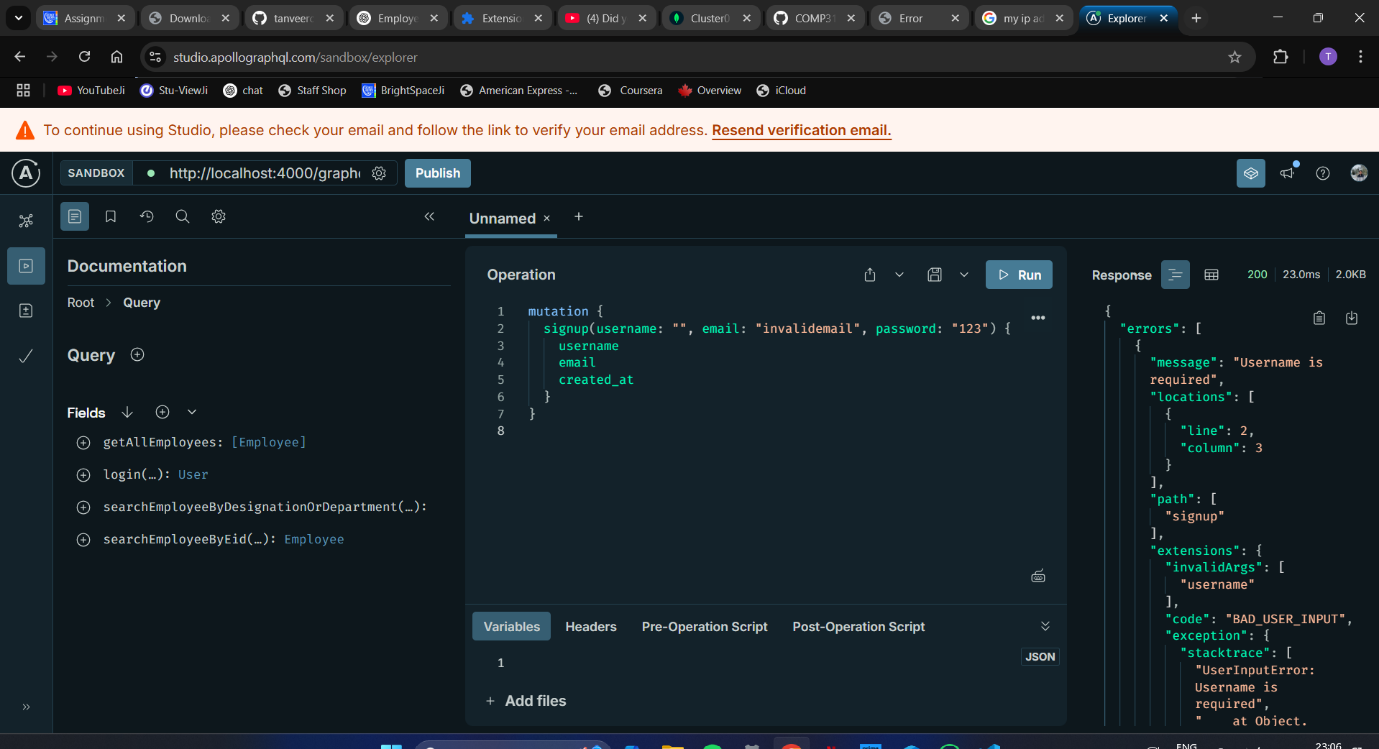 Assignm
Downlo
tanveer
Employe
Extensio
(4) Did y
Cluster0
COMP31
Error
my ip ad
Explorer
studio.apollographql.com/sandbox/explorer
T
YouTubeJi
Stu-ViewJi
chat
Staff Shop
BrightSpaceJi
American Express -...
Coursera
Overview
iCloud
To continue using Studio, please check your email and follow the link to verify your email address. Resend verification email.
SANDBOX
http://localhost:4000/graph
Publish
Unnamed
Documentation
Root > Query
Query
Fields
getAllEmployees: [Employee]
login(…): User
searchEmployeeByDesignationOrDepartment(…):
searchEmployeeByEid(…): Employee
Operation
Run
1 mutation {
2 signup(username: "", email: "invalidemail", password: "123") {
3 username
4 email
5 created_at
6 }
7 }
8
Variables
Headers
Pre-Operation Script
Post-Operation Script
1
JSON
+ Add files
Response
200
23.0ms
2.0KB
{
"errors": [
{
"message": "Username is
required",
"locations": [
{
"line": 2,
"column": 3
}
],
"path": [
"signup"
],
"extensions": {
"invalidArgs": [
"username"
],
"code": "BAD_USER_INPUT",
"exception": {
"stacktrace": [
"UserInputError:
Username is
required",
" at Object.
ENG
23:06